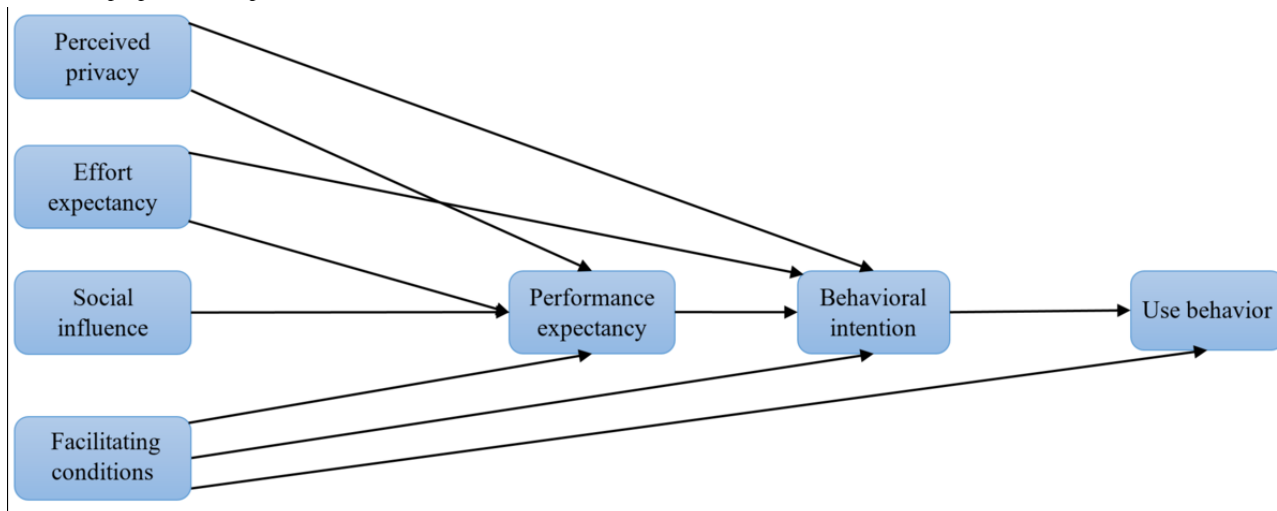 Perceived
privacy
Effort
expectancy
Social
influence
Performance
expectancy
Behavioral
intention
Use behavior
Facilitating
conditions